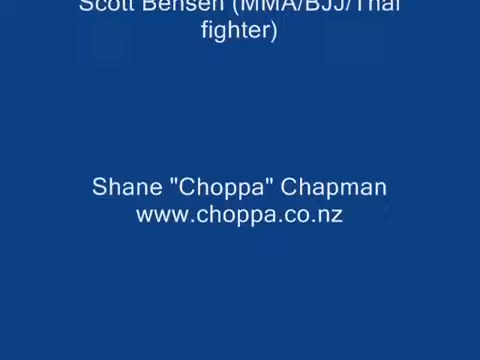 Scott Bensen (MMA/BJJ/Thai
fighter)
Shane "Choppa" Chapman
www.choppa.co.nz